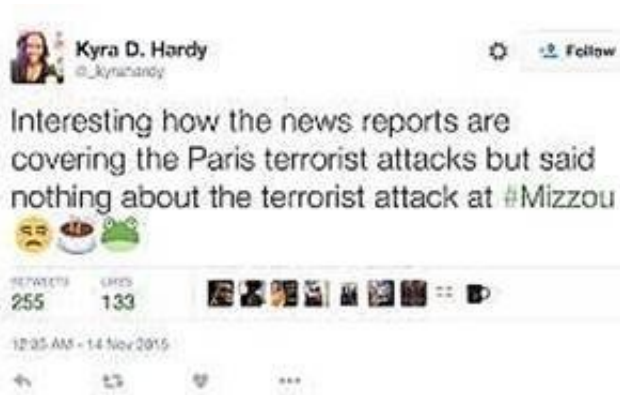 Kyra D. Hardy
Follow
@_kyrahardy
Interesting how the news reports are
covering the Paris terrorist attacks but said
nothing about the terrorist attack at #Mizzou
RETWEETS LIKES
255 133
12:35 AM - 14 Nov 2015